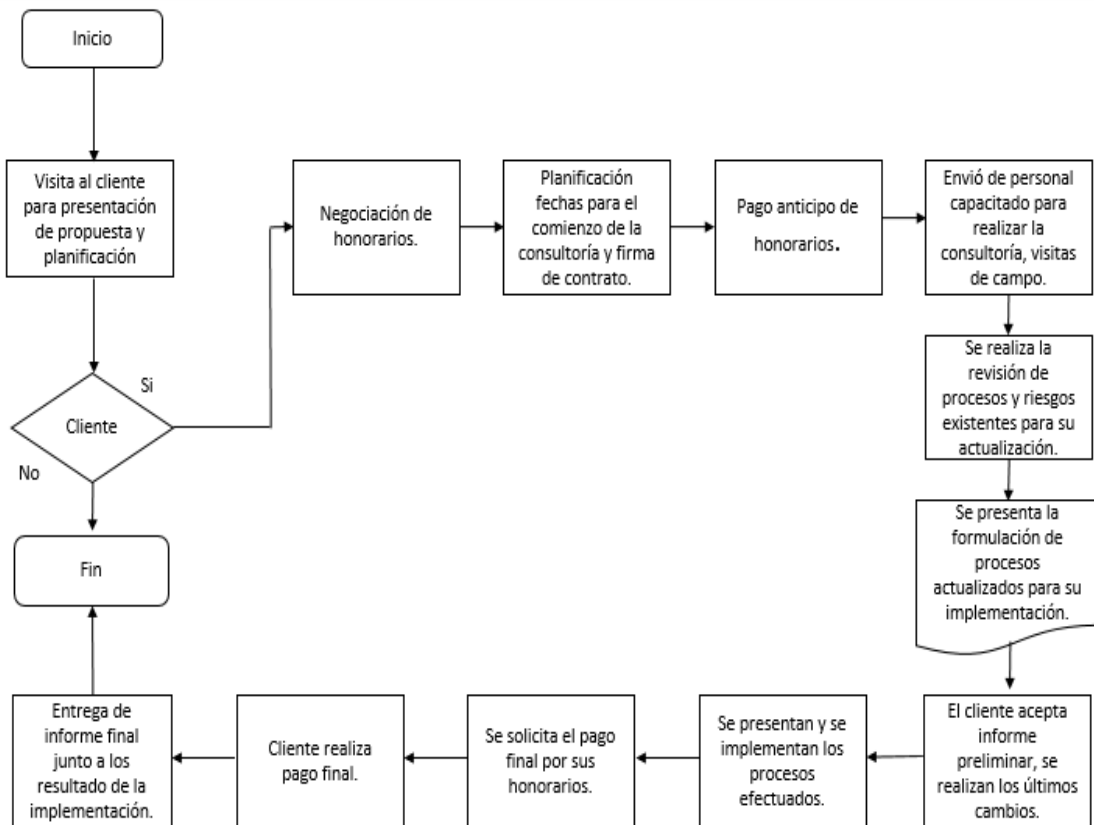 Inicio
Visita al cliente
para presentación
de propuesta y
planificación
Cliente
Si
No
Fin
Negociación de
honorarios.
Planificación
fechas para el
comienzo de la
consultoría y firma
de contrato.
Pago anticipo de
honorarios.
Envió de personal
capacitado para
realizar la
consultoría, visitas
de campo.
Se realiza la
revisión de
procesos y riesgos
existentes para su
actualización.
Se presenta la
formulación de
procesos
actualizados para su
implementación.
El cliente acepta
informe
preliminar, se
realizan los últimos
cambios.
Se presentan y se
implementan los
procesos
efectuados.
Se solicita el pago
final por sus
honorarios.
Cliente realiza
pago final.
Entrega de
informe final
junto a los
resultado de la
implementación.